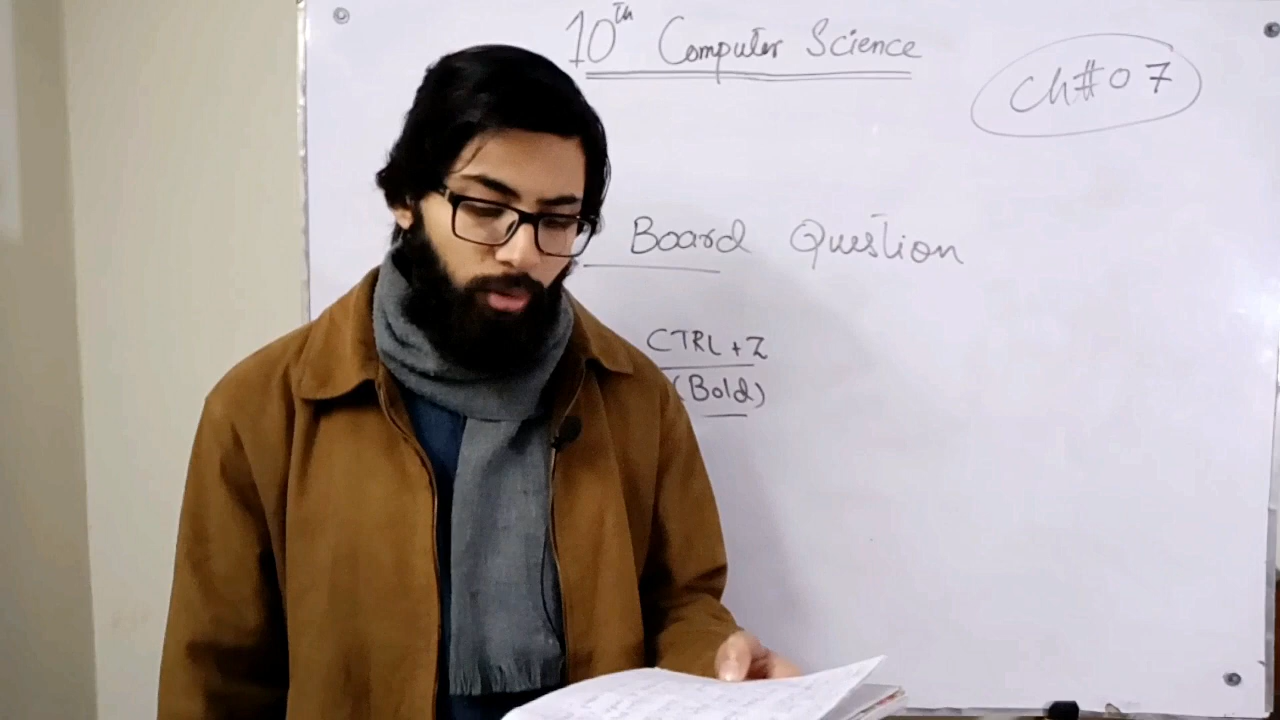 10Th Computer Science
Ch#07
Board Question
CTRL+Z
(Bold)